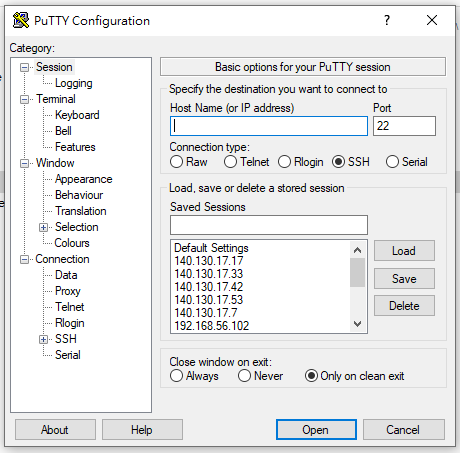 PuTTY Configuration
?
Category:
Session
Logging
Terminal
Keyboard
Bell
Features
Window
Appearance
Behaviour
Translation
Selection
Colours
Connection
Data
Proxy
Telnet
Rlogin
SSH
Serial
Basic options for your PuTTY session
Specify the destination you want to connect to
Host Name (or IP address) Port
22
Connection type:
Raw Telnet Rlogin SSH Serial
Load, save or delete a stored session
Saved Sessions
Default Settings
140.130.17.17
140.130.17.33
140.130.17.42
140.130.17.53
140.130.17.7
192.168.56.102
Load
Save
Delete
Close window on exit:
Always Never Only on clean exit
About Help Open Cancel